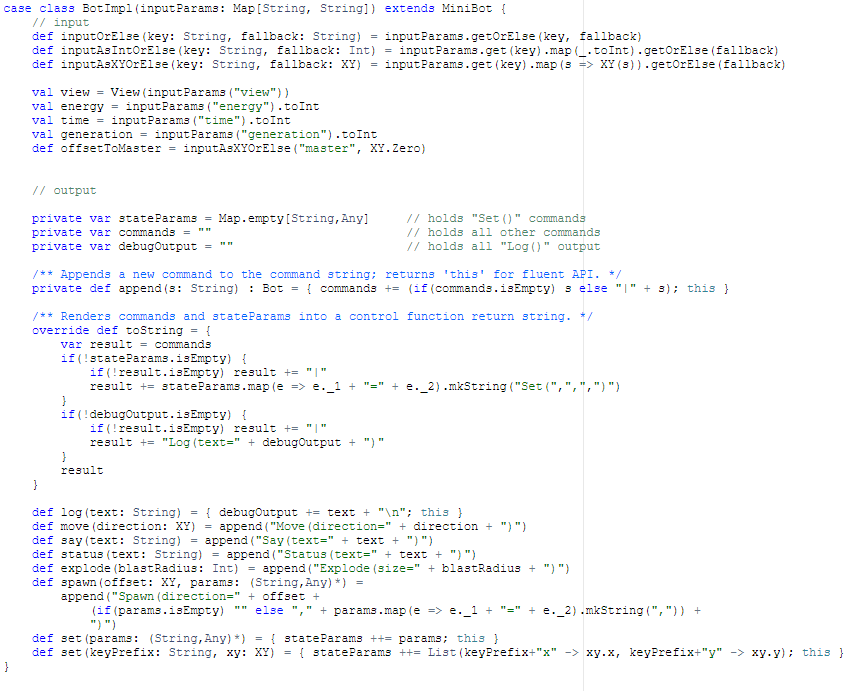 case class BotImpl(inputParams: Map[String, String]) extends MiniBot {
    // input
    def inputOrElse(key: String, fallback: String) = inputParams.getOrElse(key, fallback)
    def inputAsIntOrElse(key: String, fallback: Int) = inputParams.get(key).map(_.toInt).getOrElse(fallback)
    def inputAsXYOrElse(key: String, fallback: XY) = inputParams.get(key).map(s => XY(s)).getOrElse(fallback)

    val view = View(inputParams("view"))
    val energy = inputParams("energy").toInt
    val time = inputParams("time").toInt
    val generation = inputParams("generation").toInt
    def offsetToMaster = inputAsXYOrElse("master", XY.Zero)


    // output

    private var stateParams = Map.empty[String,Any]     // holds "Set()" commands
    private var commands = ""                           // holds all other commands
    private var debugOutput = ""                        // holds all "Log()" output

    /** Appends a new command to the command string; returns 'this' for fluent API. */
    private def append(s: String) : Bot = { commands += (if(commands.isEmpty) s else "|" + s); this }

    /** Renders commands and stateParams into a control function return string. */
    override def toString = {
        var result = commands
        if(!stateParams.isEmpty) {
            if(!result.isEmpty) result += "|"
            result += stateParams.map(e => e._1 + "=" + e._2).mkString("Set(",",",")")
        }
        if(!debugOutput.isEmpty) {
            if(!result.isEmpty) result += "|"
            result += "Log(text=" + debugOutput + ")"
        }
        result
    }

    def log(text: String) = { debugOutput += text + "\n"; this }
    def move(direction: XY) = append("Move(direction=" + direction + ")")
    def say(text: String) = append("Say(text=" + text + ")")
    def status(text: String) = append("Status(text=" + text + ")")
    def explode(blastRadius: Int) = append("Explode(size=" + blastRadius + ")")
    def spawn(offset: XY, params: (String,Any)*) =
        append("Spawn(direction=" + offset +
            (if(params.isEmpty) "" else "," + params.map(e => e._1 + "=" + e._2).mkString(",")) +
            ")")
    def set(params: (String,Any)*) = { stateParams ++= params; this }
    def set(keyPrefix: String, xy: XY) = { stateParams ++= List(keyPrefix+"x" -> xy.x, keyPrefix+"y" -> xy.y); this }
}